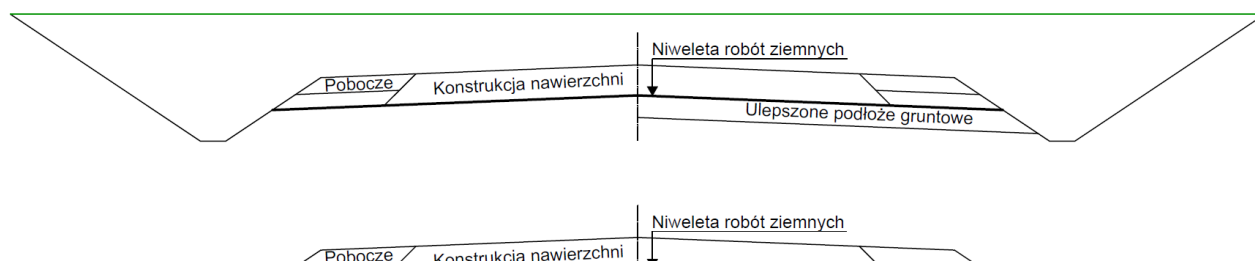 Niweleta robót ziemnych
Pobocze
Konstrukcja nawierzchni
Ulepszone podłoże gruntowe
Niweleta robót ziemnych
Pobocze
Konstrukcja nawierzchni